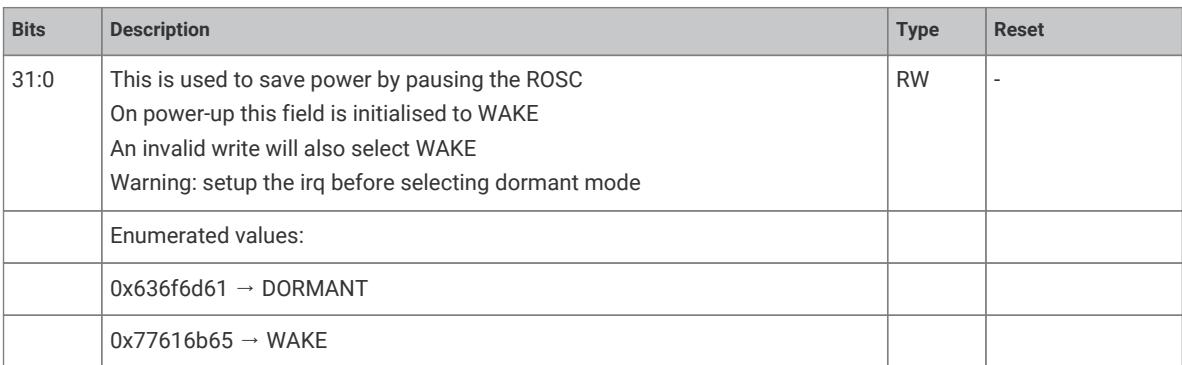 Bits Description Type Reset
31:0 This is used to save power by pausing the ROSC RW -
On power-up this field is initialised to WAKE
An invalid write will also select WAKE
Warning: setup the irq before selecting dormant mode
Enumerated values:
0x636f6d61 → DORMANT
0x77616b65 → WAKE